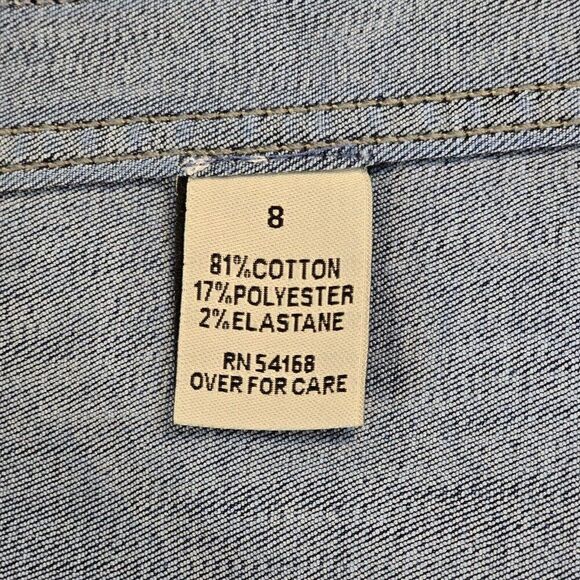 8
81%COTTON
17%POLYESTER
2%ELASTANE
RN 54168
OVER FOR CARE